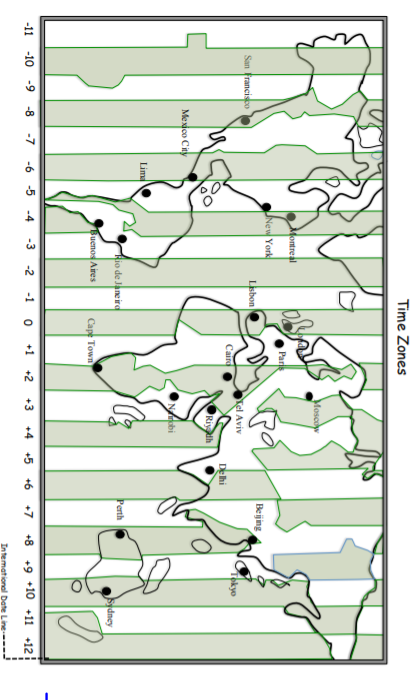 Time Zones
San Francisco
Mexico City
Lima
New York
Montreal
Buenos Aires
Rio de Janeiro
Lisbon
London
Paris
Cape Town
Cairo
Tel Aviv
Moscow
Nairobi
Riyadh
Delhi
Beijing
Perth
Tokyo
Sydney
-11 -10 -9 -8 -7 -6 -5 -4 -3 -2 -1 0 +1 +2 +3 +4 +5 +6 +7 +8 +9 +10 +11 +12
International Date Line